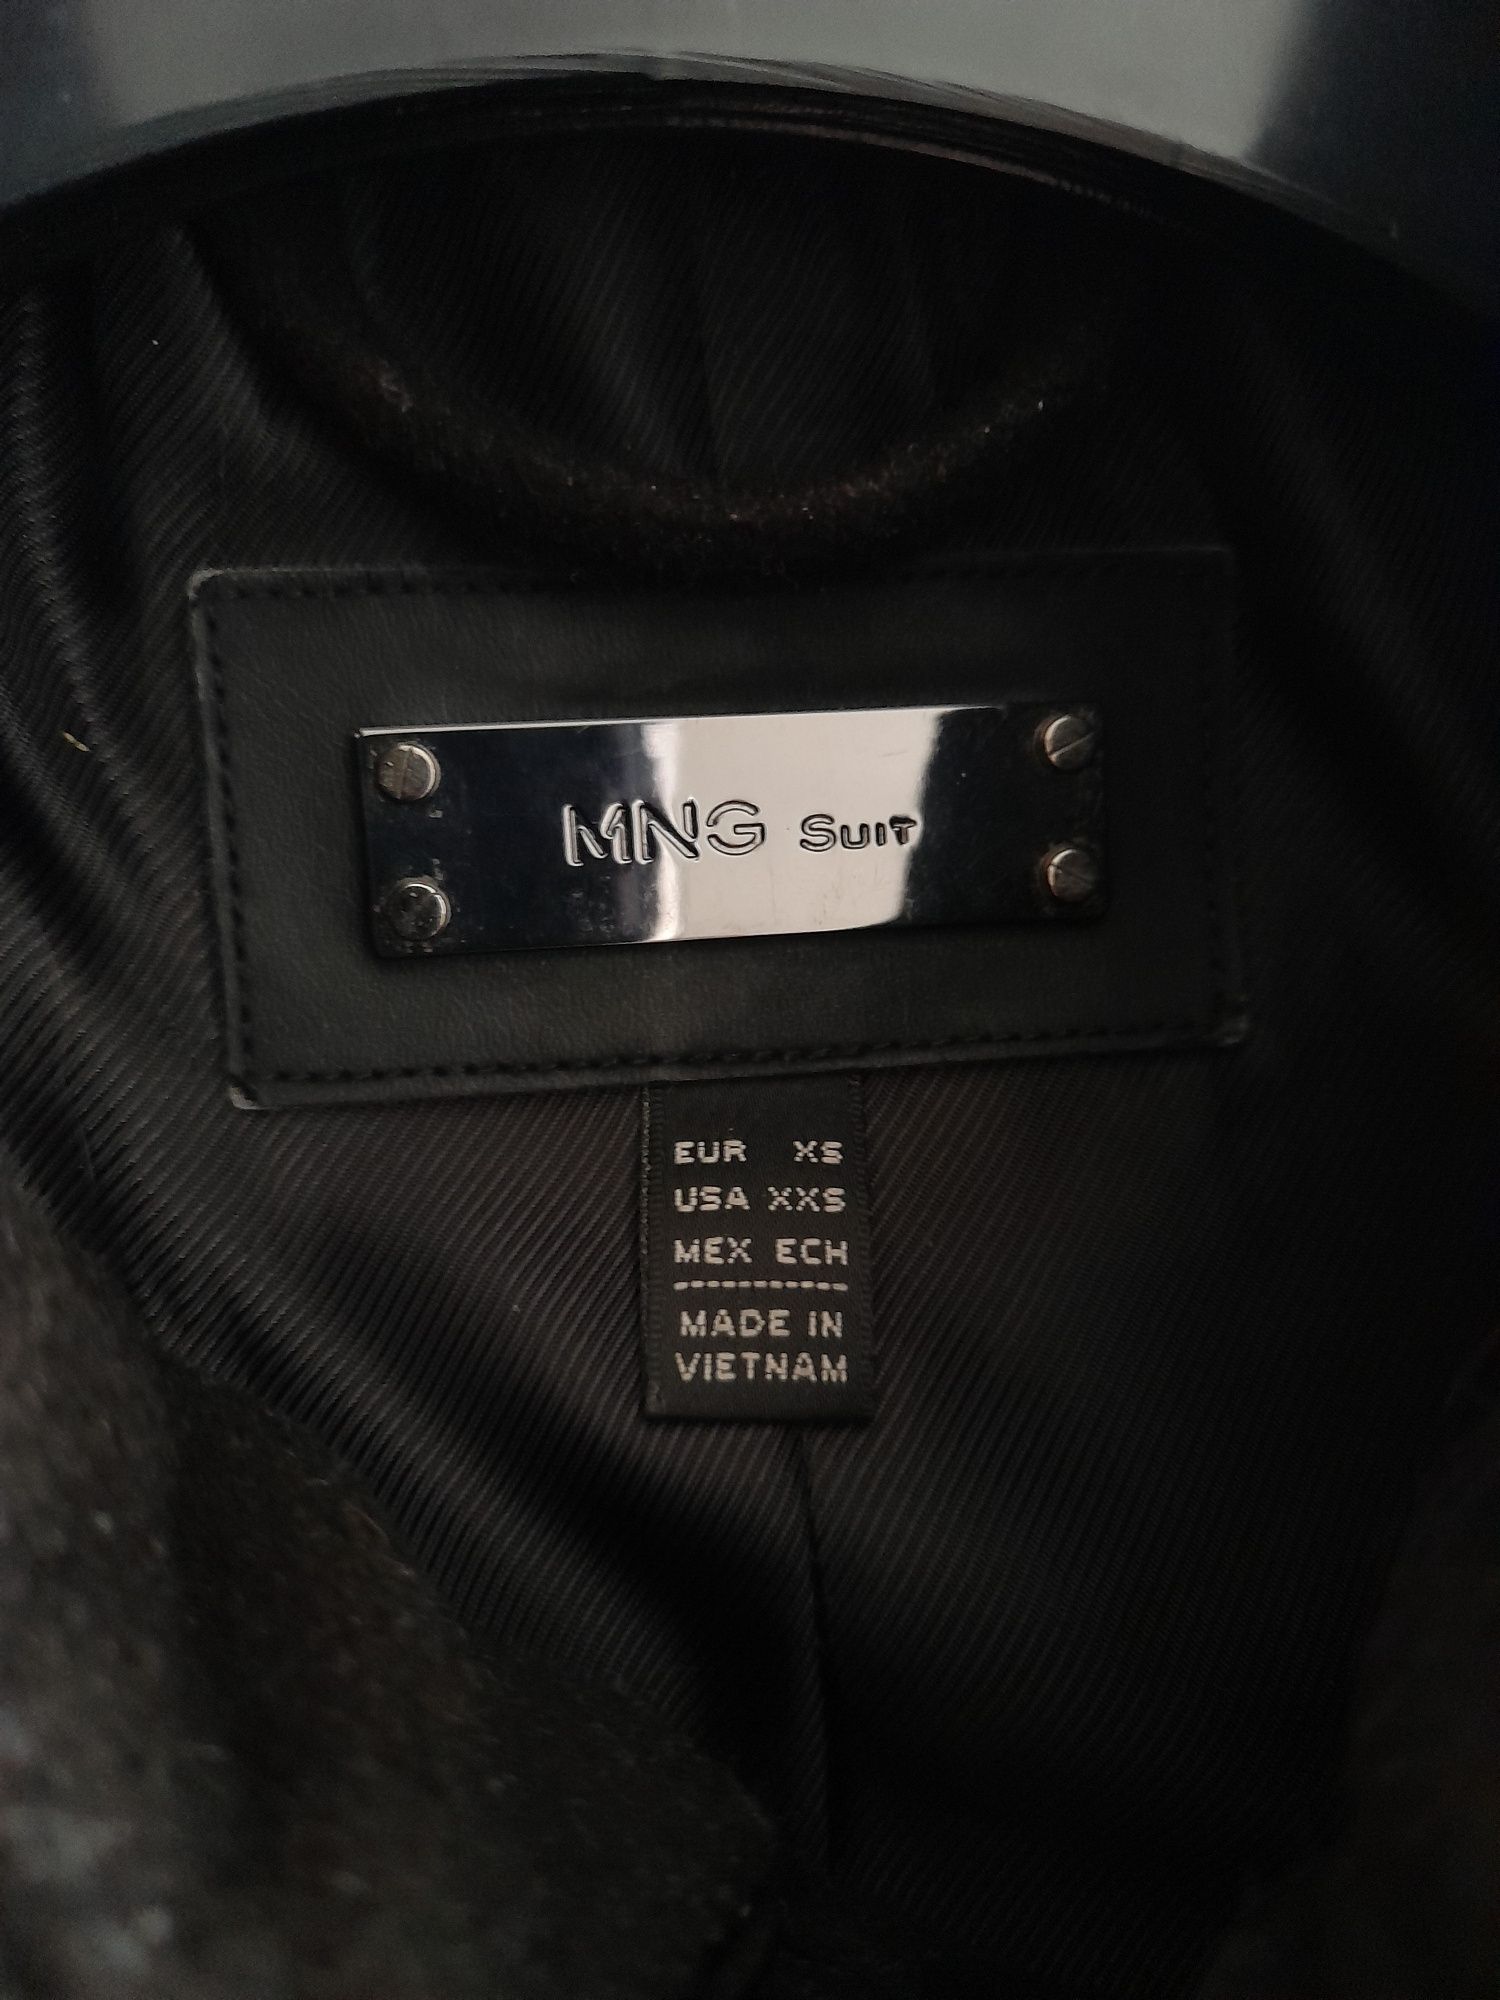 MNG SUIT
EUR XS
USA XXS
MEX ECH
-----------
MADE IN
VIETNAM